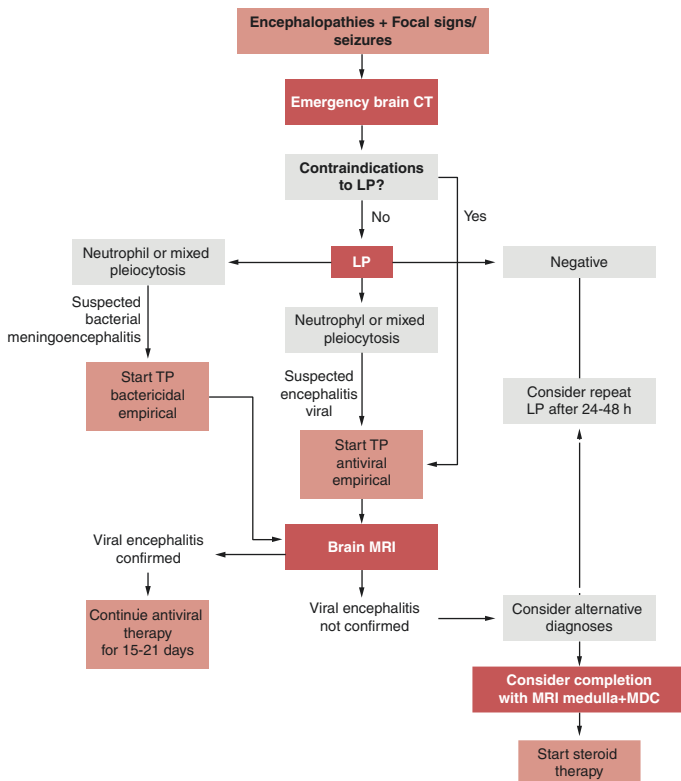 Encephalopathies + Focal signs/
seizures
Emergency brain CT
Contraindications
to LP?
No
Yes
Neutrophil or mixed
pleiocytosis
LP
Negative
Suspected
bacterial
meningoencephalitis
Neutrophyl or mixed
pleiocytosis
Start TP
bactericidal
empirical
Suspected
encephalitis
viral
Consider repeat
LP after 24-48 h
Start TP
antiviral
empirical
Viral encephalitis
confirmed
Brain MRI
Continue antiviral
therapy
for 15-21 days
Viral encephalitis
not confirmed
Consider alternative
diagnoses
Consider completion
with MRI medulla+MDC
Start steroid
therapy